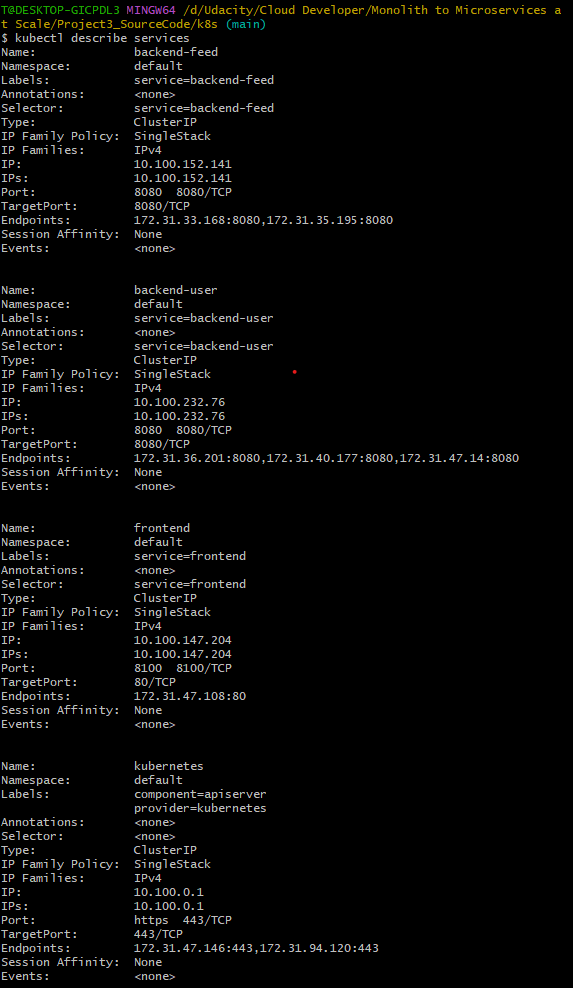 T@DESKTOP-GICPDL3 MINGW64 /d/Udacity/Cloud Developer/Monolith to Microservices a
t Scale/Project3_SourceCode/k8s (main)
$ kubectl describe services
Name:              backend-feed
Namespace:         default
Labels:            service=backend-feed
Annotations:       <none>
Selector:          service=backend-feed
Type:              ClusterIP
IP Family Policy:  SingleStack
IP Families:       IPv4
IP:                10.100.152.141
IPs:               10.100.152.141
Port:              8080  8080/TCP
TargetPort:        8080/TCP
Endpoints:         172.31.33.168:8080,172.31.35.195:8080
Session Affinity:  None
Events:            <none>
Name:              backend-user
Namespace:         default
Labels:            service=backend-user
Annotations:       <none>
Selector:          service=backend-user
Type:              ClusterIP
IP Family Policy:  SingleStack
IP Families:       IPv4
IP:                10.100.232.76
IPs:               10.100.232.76
Port:              8080  8080/TCP
TargetPort:        8080/TCP
Endpoints:         172.31.36.201:8080,172.31.40.177:8080,172.31.47.14:8080
Session Affinity:  None
Events:            <none>
Name:              frontend
Namespace:         default
Labels:            service=frontend
Annotations:       <none>
Selector:          service=frontend
Type:              ClusterIP
IP Family Policy:  SingleStack
IP Families:       IPv4
IP:                10.100.147.204
IPs:               10.100.147.204
Port:              8100  8100/TCP
TargetPort:        80/TCP
Endpoints:         172.31.47.108:80
Session Affinity:  None
Events:            <none>
Name:              kubernetes
Namespace:         default
Labels:            component=apiserver
                   provider=kubernetes
Annotations:       <none>
Selector:          <none>
Type:              ClusterIP
IP Family Policy:  SingleStack
IP Families:       IPv4
IP:                10.100.0.1
IPs:               10.100.0.1
Port:              https  443/TCP
TargetPort:        443/TCP
Endpoints:         172.31.47.146:443,172.31.94.120:443
Session Affinity:  None
Events:            <none>